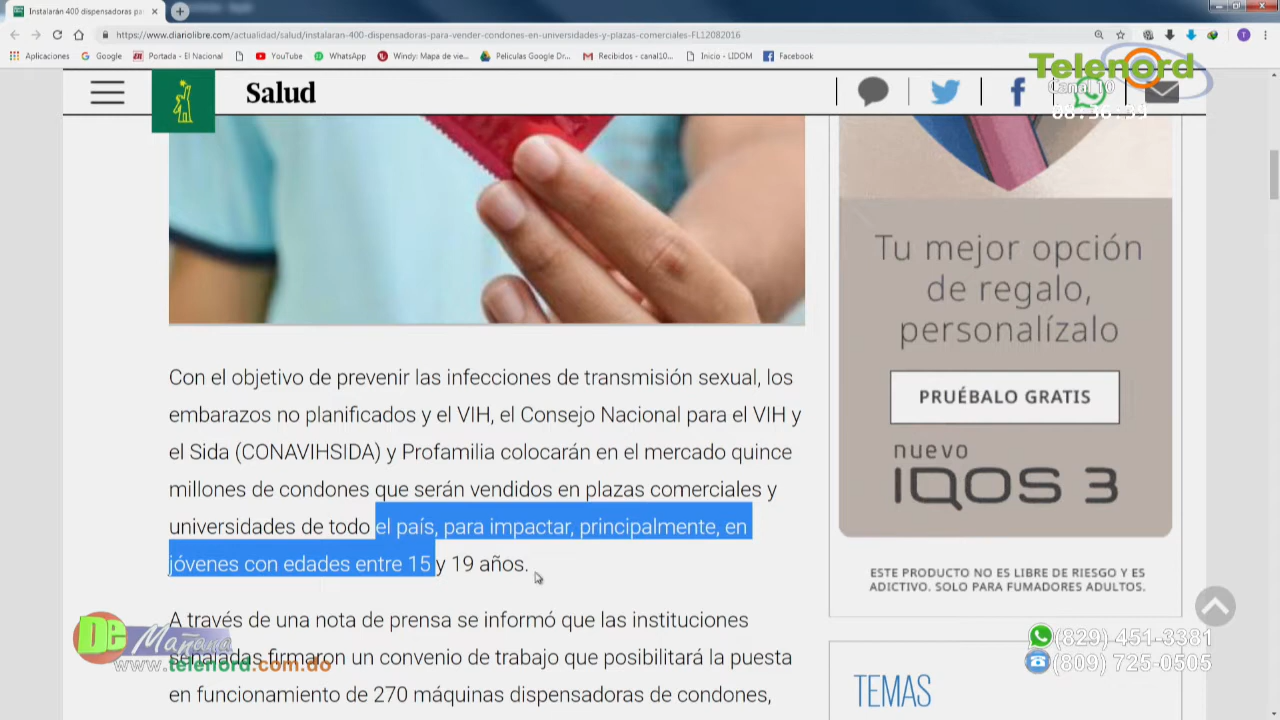 Instalarán 400 dispensadoras pa
https://www.diariolibre.com/actualidad/salud/instalaran-400-dispensadoras-para-vender-condones-en-universidades-y-plazas-comerciales-FL12082016
Aplicaciones
Google
Portada - El Nacional
YouTube
WhatsApp
Windy: Mapa de vie...
Peliculas Google Dr...
Recibidos - canal10...
Inicio - LIDOM
Facebook
Salud
Telenord
Canal 10
Tu mejor opción
de regalo,
personalízalo
PRUÉBALO GRATIS
nuevo
IQOS 3
ESTE PRODUCTO NO ES LIBRE DE RIESGO Y ES
ADICTIVO. SOLO PARA FUMADORES ADULTOS.
Con el objetivo de prevenir las infecciones de transmisión sexual, los
embarazos no planificados y el VIH, el Consejo Nacional para el VIH y
el Sida (CONAVIHSIDA) y Profamilia colocarán en el mercado quince
millones de condones que serán vendidos en plazas comerciales y
universidades de todo el país, para impactar, principalmente, en
jóvenes con edades entre 15 y 19 años.
A través de una nota de prensa se informó que las instituciones
señaladas firmaron un convenio de trabajo que posibilitará la puesta
en funcionamiento de 270 máquinas dispensadoras de condones,
De Mañana
www.telenord.com.do
(829) 451-3381
(809) 725-0505
TEMAS